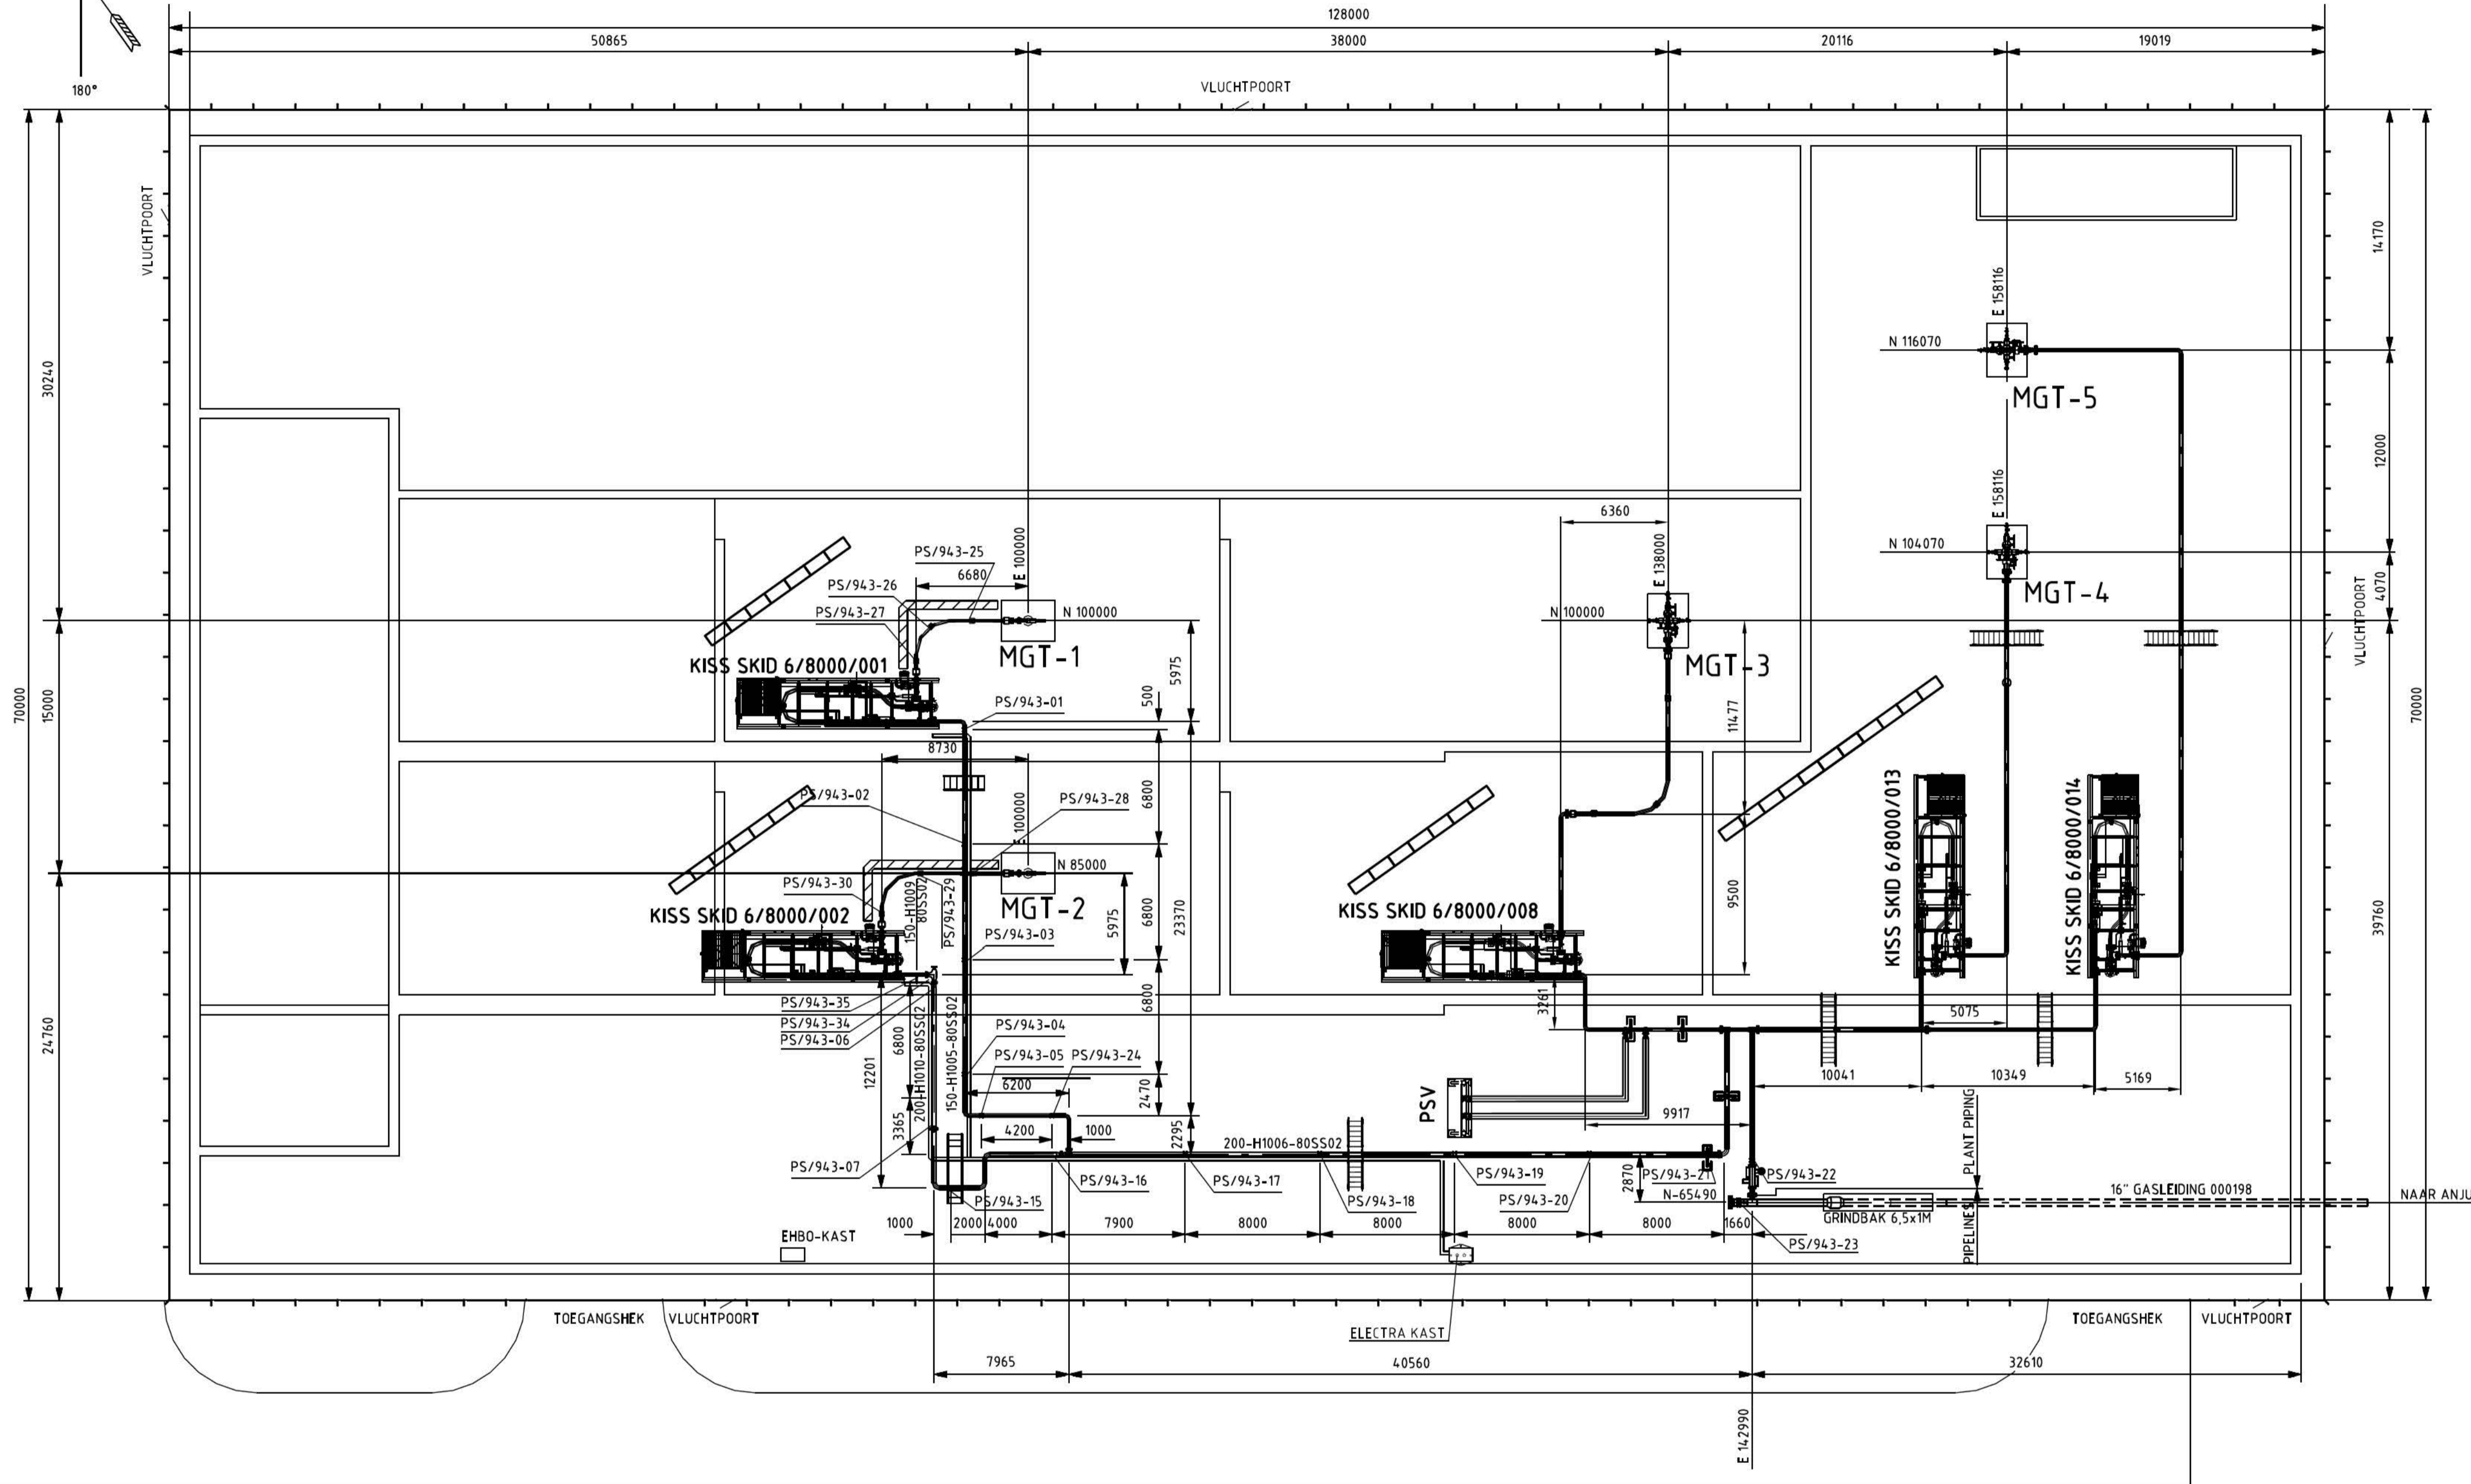 128000
50865
38000
20116
19019
180°
VLUCHTPOORT
VLUCHTPOORT
70000
30240
15000
24760
14170
12000
4070
39760
70000
VLUCHTPOORT
E 158116
N 116070
MGT-5
E 158116
N 104070
MGT-4
6360
E 138000
N 100000
MGT-3
11477
9500
PS/943-25
E 100000
6680
PS/943-26
PS/943-27
N 100000
MGT-1
KISS SKID 6/8000/001
5975
500
PS/943-01
8730
PS/943-02
E 100000
PS/943-28
6800
N 85000
MGT-2
PS/943-30
150-H1009
80SS02
PS/943-29
KISS SKID 6/8000/002
PS/943-03
5975
6800
23370
KISS SKID 6/8000/008
KISS SKID 6/8000/013
KISS SKID 6/8000/014
PS/943-35
PS/943-34
PS/943-06
6800
12201
3365
200-H1010-80SS02
150-H1005-80SS02
PS/943-04
PS/943-05
PS/943-24
6200
6800
2470
2295
4200
1000
3261
5075
10041
10349
5169
PSV
9917
200-H1006-80SS02
PS/943-07
PS/943-15
PS/943-16
PS/943-17
PS/943-18
PS/943-19
PS/943-20
PS/943-21
PS/943-22
2870
N-65490
16" GASLEIDING 000198
NAAR ANJU
GRINDBAK 6,5x1M
PIPELINES
PLANT PIPING
PS/943-23
1000
2000
4000
7900
8000
8000
8000
8000
1660
EHBO-KAST
TOEGANGSHEK
VLUCHTPOORT
ELECTRA KAST
TOEGANGSHEK
VLUCHTPOORT
7965
40560
32610
E 142990